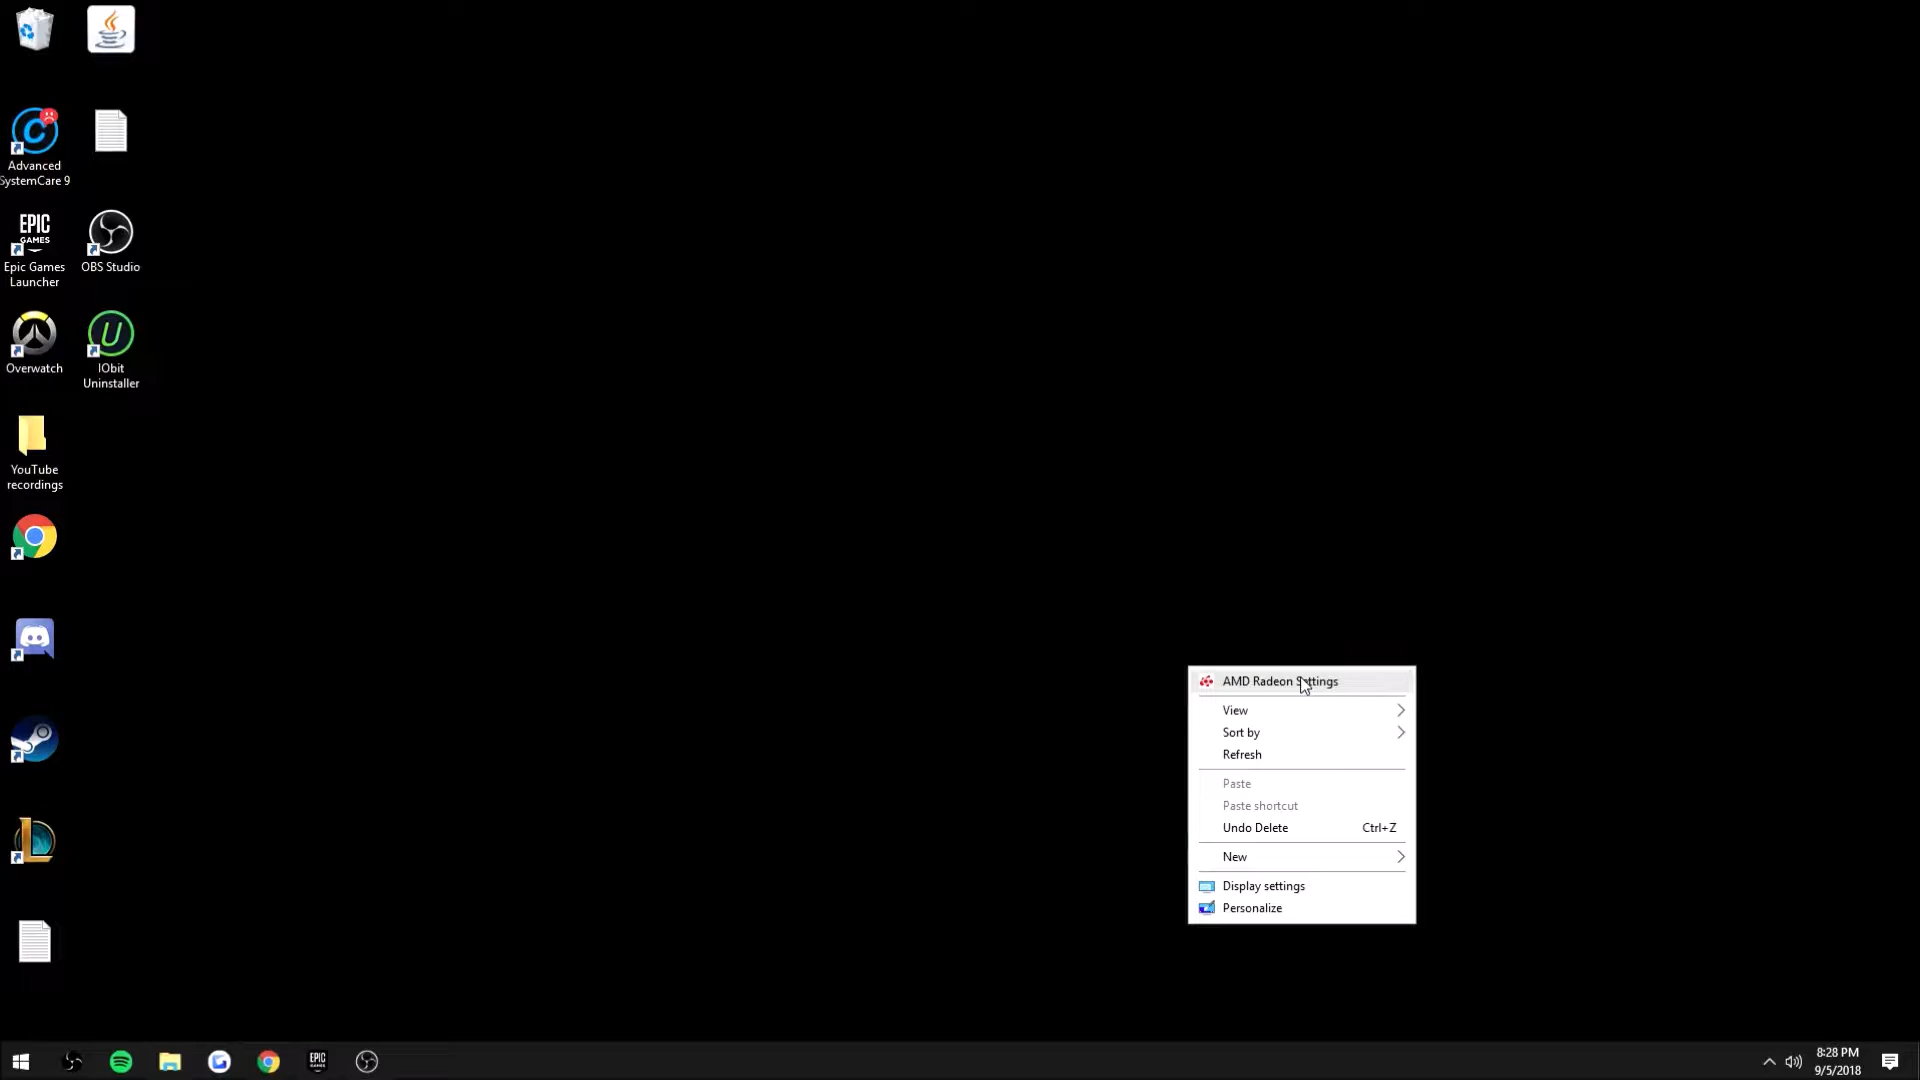 Advanced
SystemCare 9
EPIC
GAMES
Epic Games
Launcher
OBS Studio
Overwatch
U
IObit
Uninstaller
YouTube
recordings
AMD Radeon Settings
View
Sort by
Refresh
Paste
Paste shortcut
Undo Delete Ctrl+Z
New
Display settings
Personalize
EPIC
GAMES
8:28 PM
9/5/2018